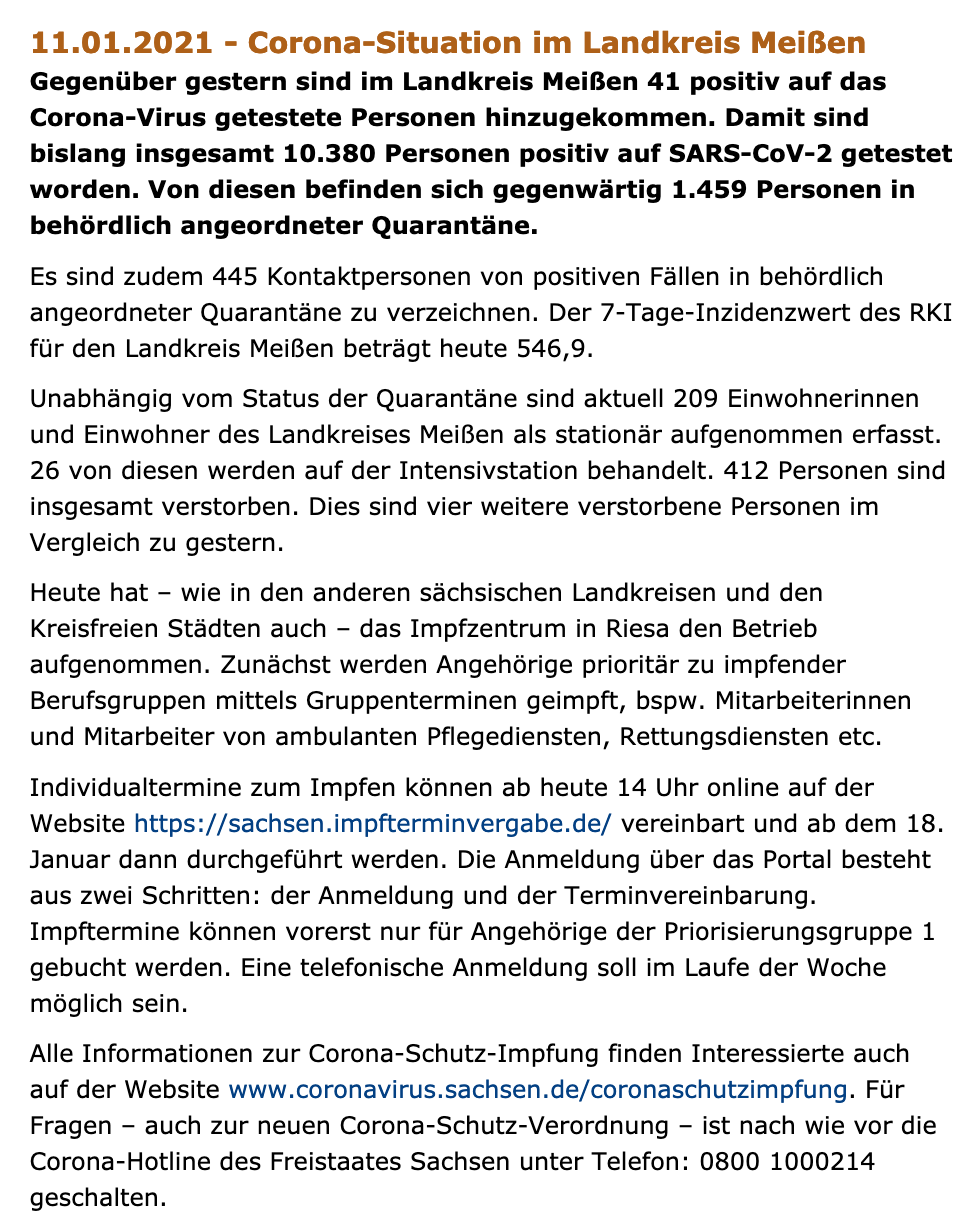 11.01.2021 - Corona-Situation im Landkreis Meißen
Gegenüber gestern sind im Landkreis Meißen 41 positiv auf das
Corona-Virus getestete Personen hinzugekommen. Damit sind
bislang insgesamt 10.380 Personen positiv auf SARS-CoV-2 getestet
worden. Von diesen befinden sich gegenwärtig 1.459 Personen in
behördlich angeordneter Quarantäne.
Es sind zudem 445 Kontaktpersonen von positiven Fällen in behördlich
angeordneter Quarantäne zu verzeichnen. Der 7-Tage-Inzidenzwert des RKI
für den Landkreis Meißen beträgt heute 546,9.
Unabhängig vom Status der Quarantäne sind aktuell 209 Einwohnerinnen
und Einwohner des Landkreises Meißen als stationär aufgenommen erfasst.
26 von diesen werden auf der Intensivstation behandelt. 412 Personen sind
insgesamt verstorben. Dies sind vier weitere verstorbene Personen im
Vergleich zu gestern.
Heute hat – wie in den anderen sächsischen Landkreisen und den
Kreisfreien Städten auch – das Impfzentrum in Riesa den Betrieb
aufgenommen. Zunächst werden Angehörige prioritär zu impfender
Berufsgruppen mittels Gruppenterminen geimpft, bspw. Mitarbeiterinnen
und Mitarbeiter von ambulanten Pflegediensten, Rettungsdiensten etc.
Individualtermine zum Impfen können ab heute 14 Uhr online auf der
Website https://sachsen.impfterminvergabe.de/ vereinbart und ab dem 18.
Januar dann durchgeführt werden. Die Anmeldung über das Portal besteht
aus zwei Schritten: der Anmeldung und der Terminvereinbarung.
Impftermine können vorerst nur für Angehörige der Priorisierungsgruppe 1
gebucht werden. Eine telefonische Anmeldung soll im Laufe der Woche
möglich sein.
Alle Informationen zur Corona-Schutz-Impfung finden Interessierte auch
auf der Website www.coronavirus.sachsen.de/coronaschutzimpfung. Für
Fragen – auch zur neuen Corona-Schutz-Verordnung – ist nach wie vor die
Corona-Hotline des Freistaates Sachsen unter Telefon: 0800 1000214
geschalten.